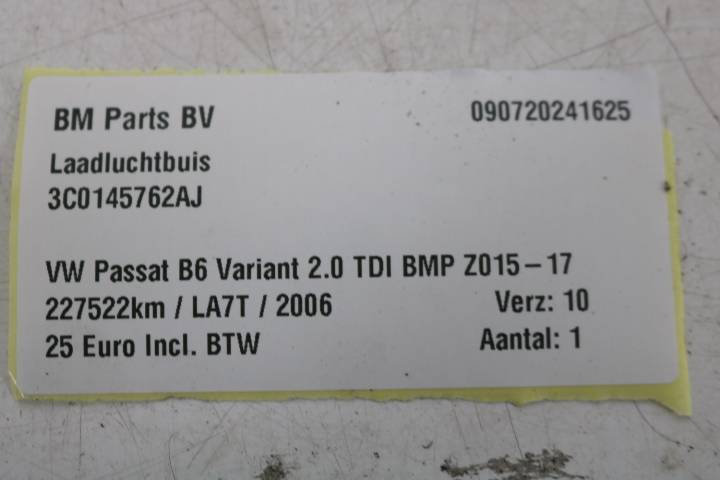 BM Parts BV 090720241625
Laadluchtbuis
3C0145762AJ
VW Passat B6 Variant 2.0 TDI BMP Z015-17
227522km / LA7T / 2006 Verz: 10
25 Euro Incl. BTW Aantal: 1